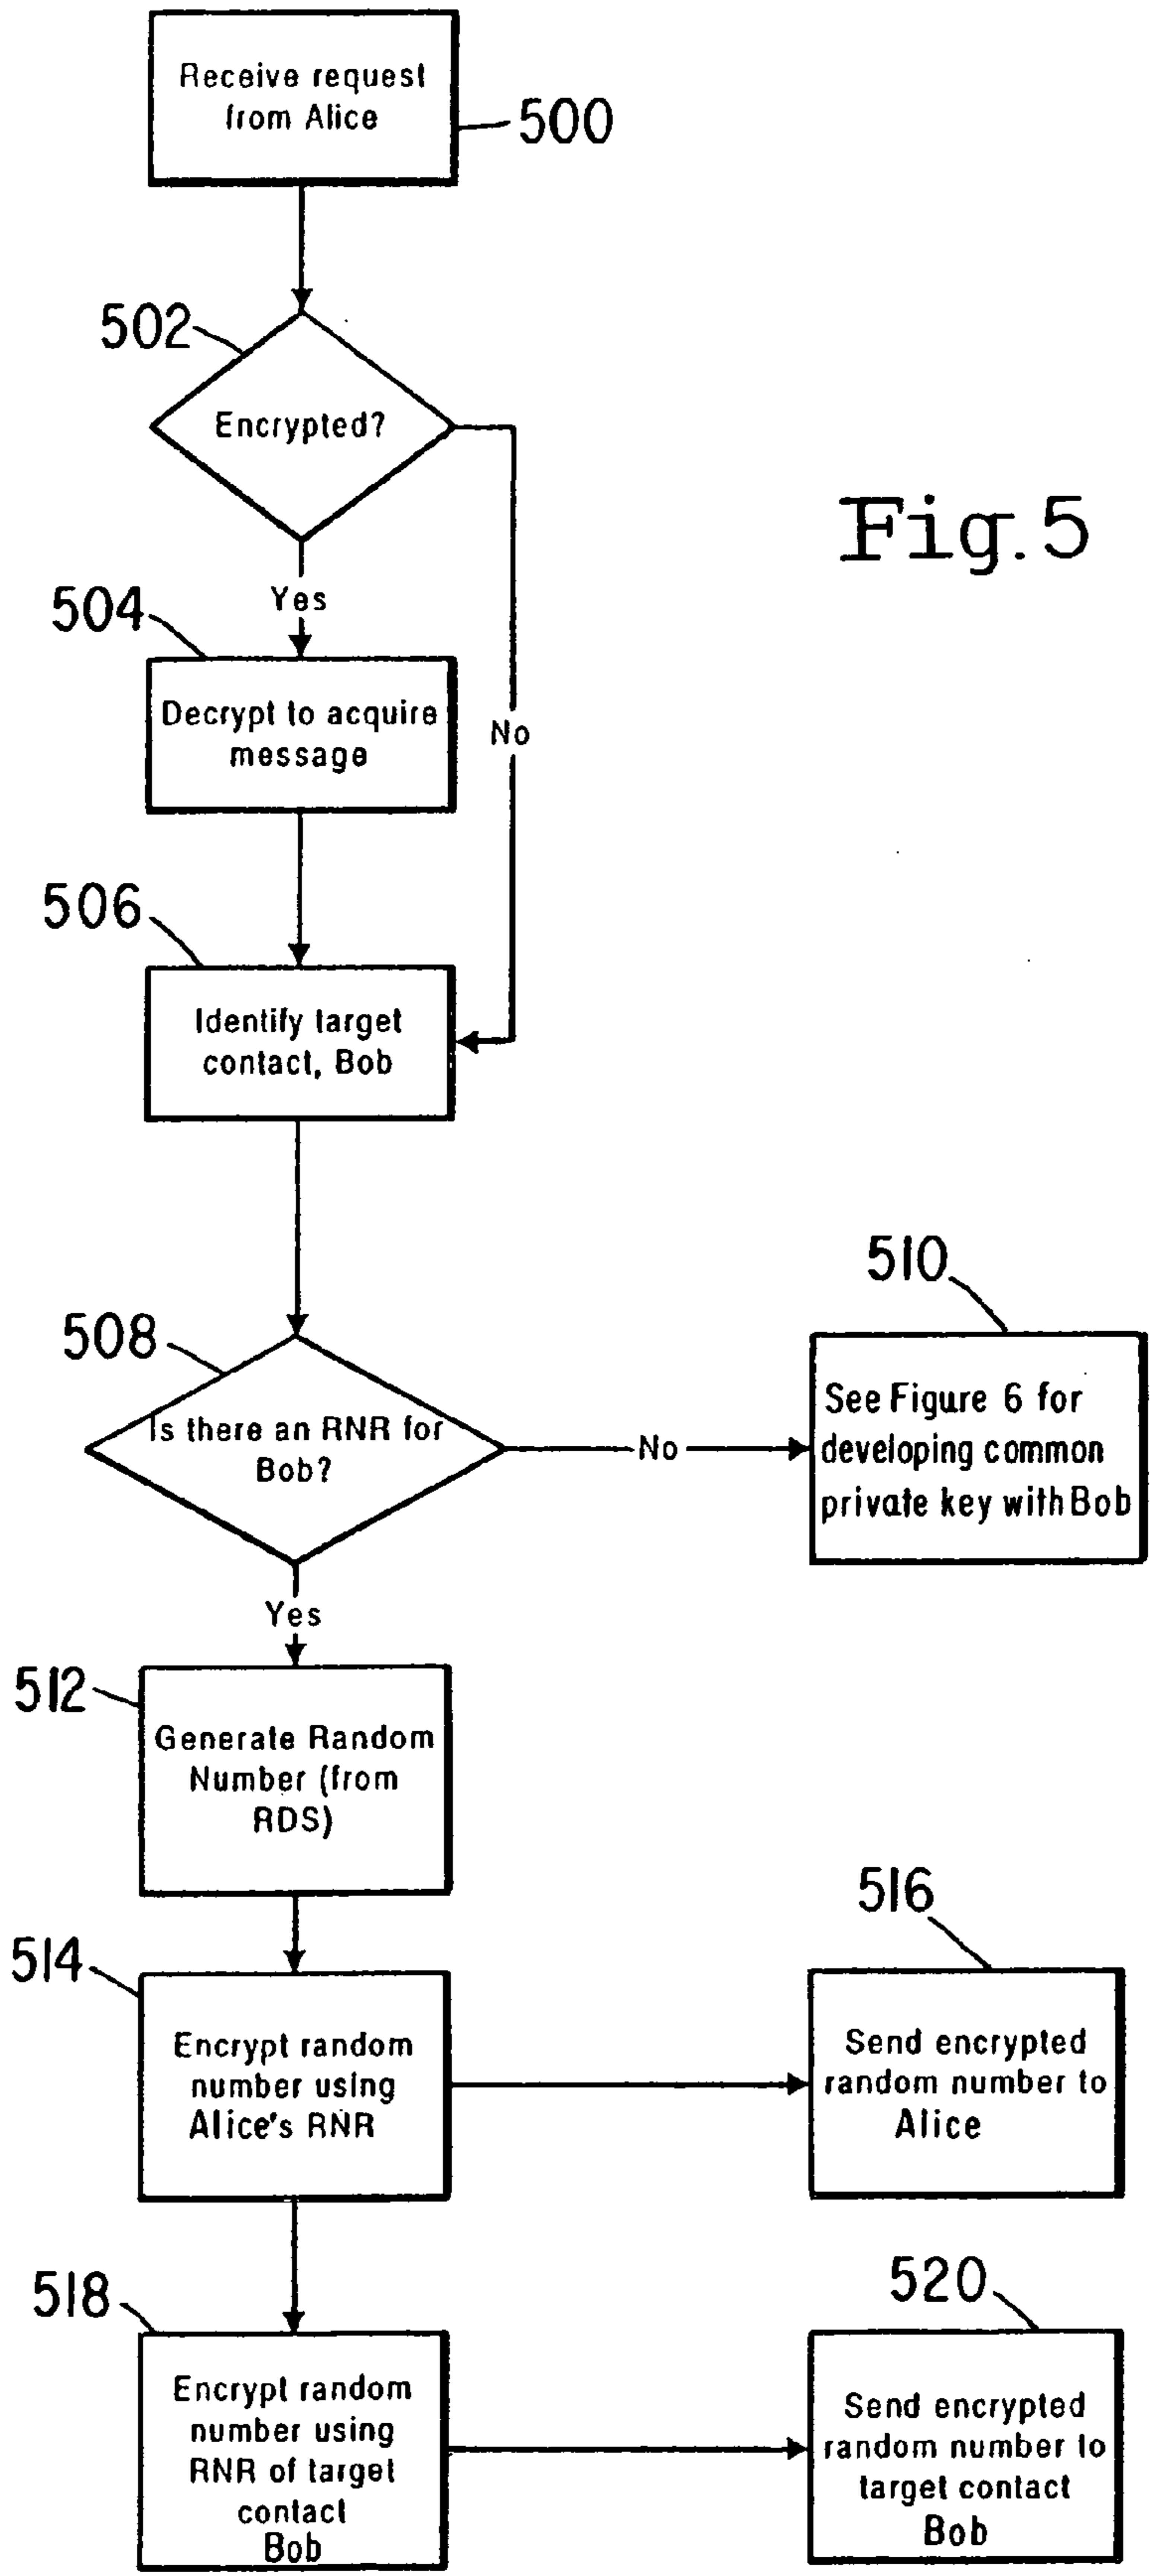 Receive request
from Alice
500
502
Encrypted?
Fig. 5
Yes
504
Decrypt to acquire
message
No
506
Identify target
contact, Bob
510
508
Is there an RNR for
Bob?
No
See Figure 6 for
developing common
private key with Bob
Yes
512
Generate Random
Number (from
RDS)
516
514
Encrypt random
number using
Alice's RNR
Send encrypted
random number to
Alice
518
520
Encrypt random
number using
RNR of target
contact
Bob
Send encrypted
random number to
target contact
Bob